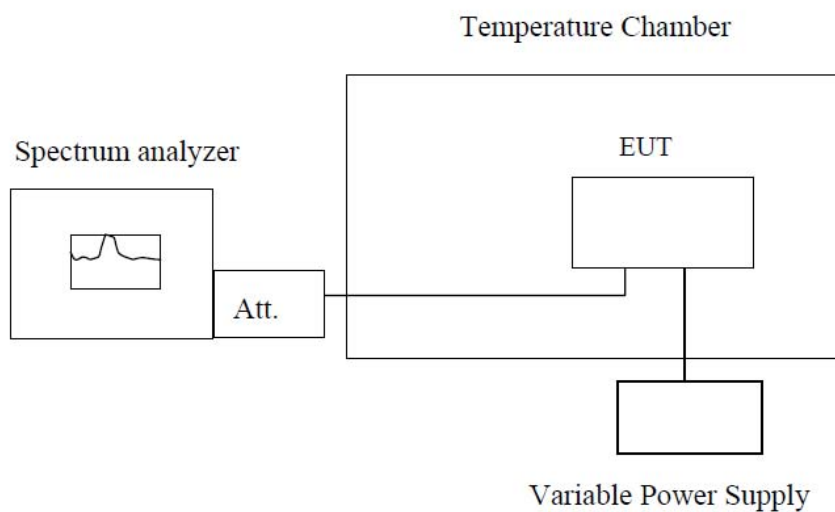 Temperature Chamber
Spectrum analyzer
EUT
Att.
Variable Power Supply